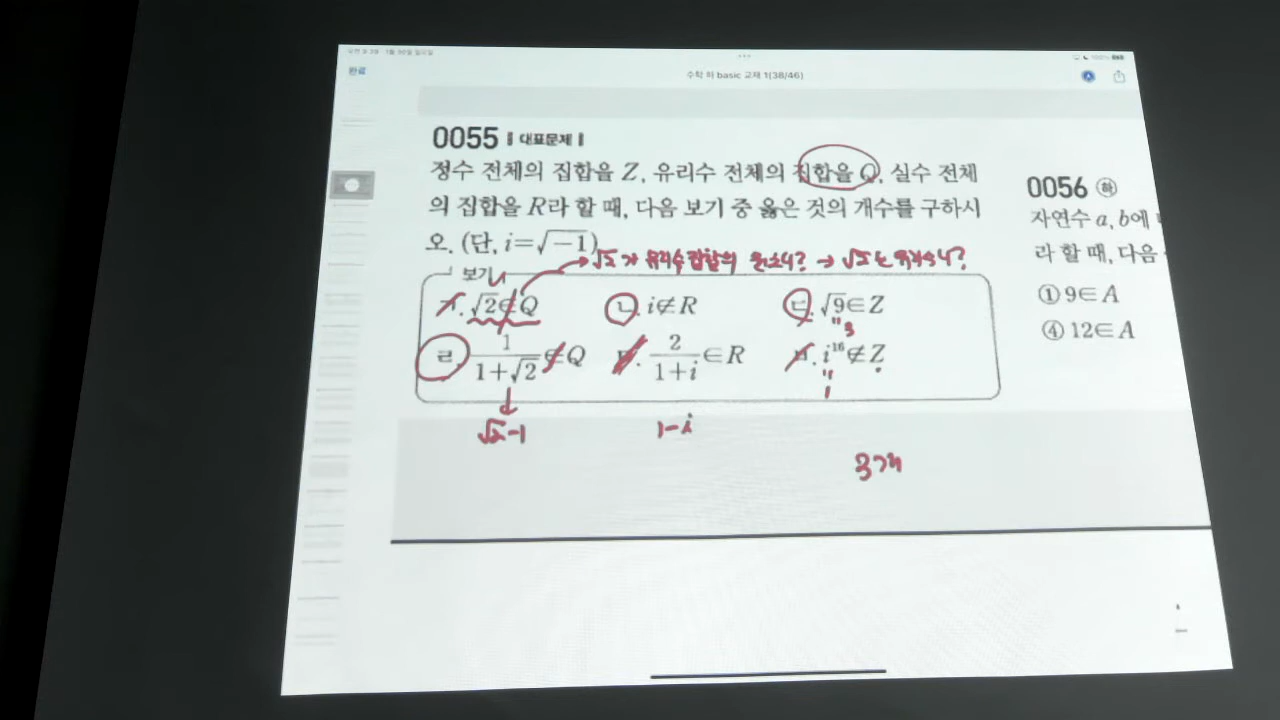 완료
수학 하 basic 교재 1(38/46)
100%
0055 대표문제
정수 전체의 집합을 Z, 유리수 전체의 집합을 Q, 실수 전체
의 집합을 R라 할 때, 다음 보기 중 옳은 것의 개수를 구하시
오. (단, i=√-1)
→ √2가 유리수 집합의 원소니? → √2는 유리수니?
보기
ㄱ. √2∈Q ㄴ. i∉R ㄷ. √9∈Z
" 3
ㄹ. 1/(1+√2)∉Q ㅁ. 2/(1+i)∈R ㅂ. i¹⁶∉Z
" 1
√2-1 1-i
3개
0056 하
자연수 a, b에
라 할 때, 다음
① 9∈A
④ 12∈A